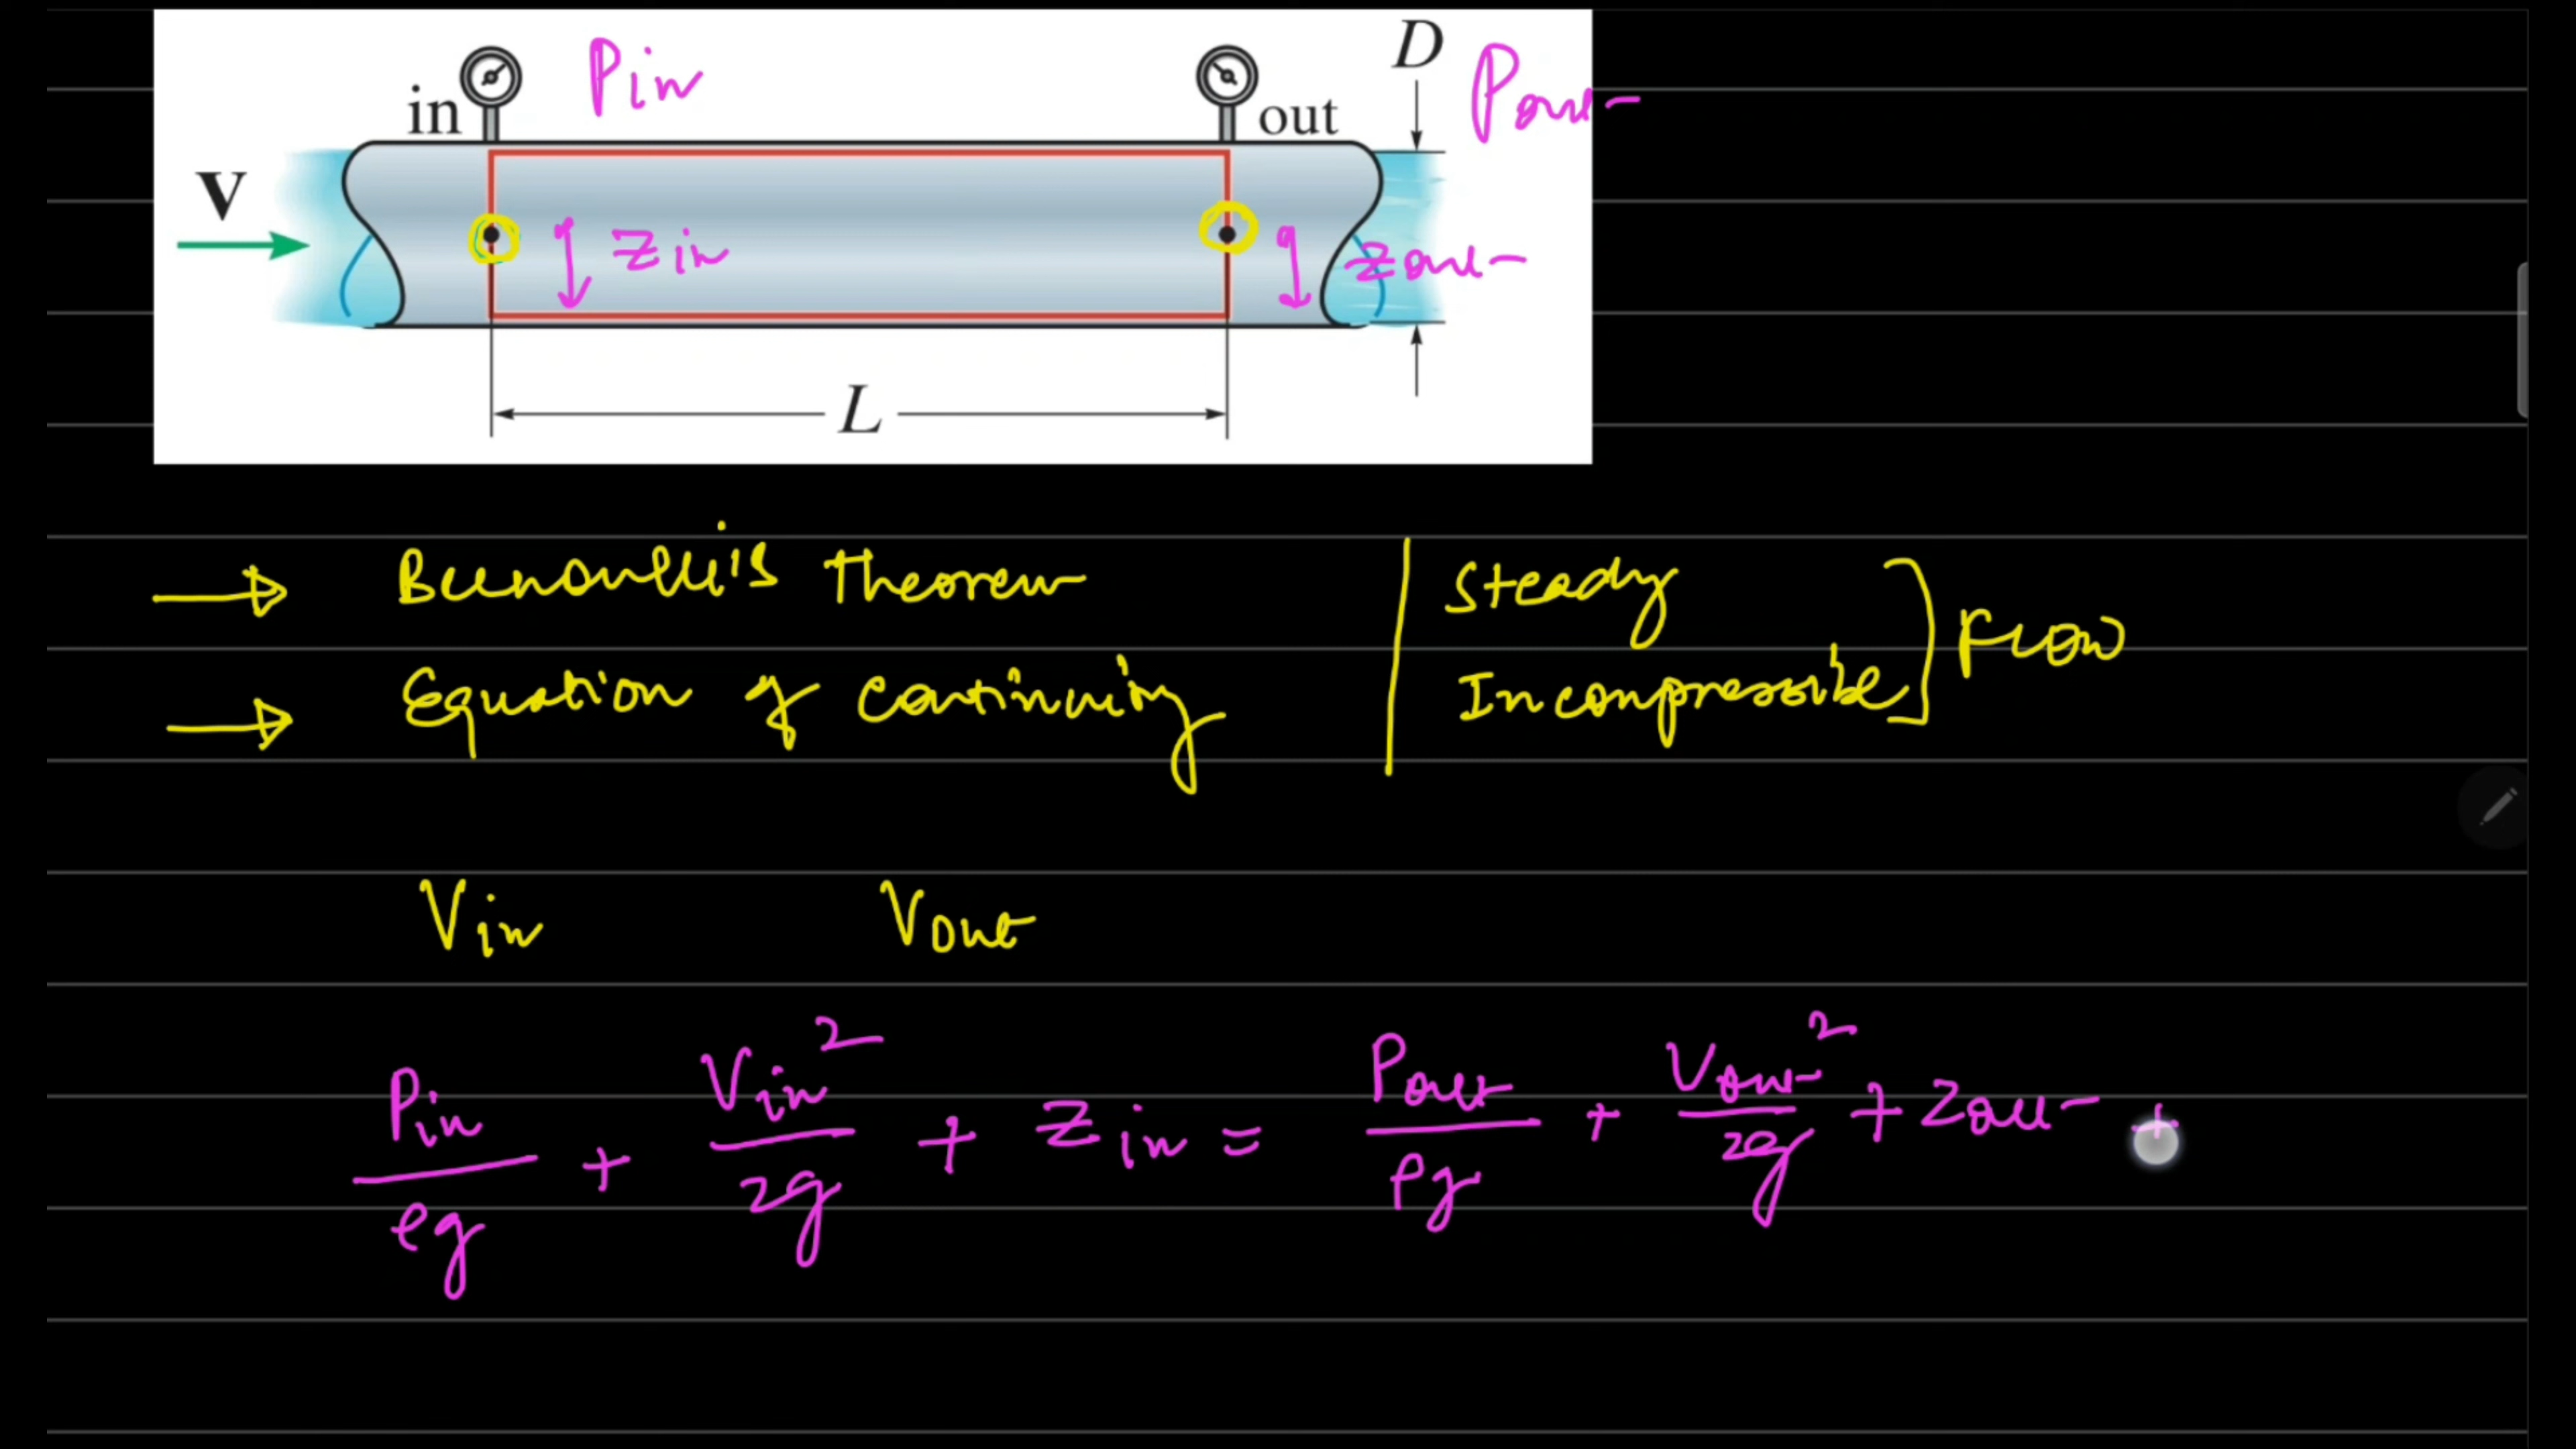 in Pin out D Pout
V Zin Zout
L
→ Bernoulli's Theorem | Steady
→ Equation of continuity | Incompressible ] Flow
Vin Vout
Pin/ρg + Vin²/2g + Zin = Pout/ρg + Vout²/2g + Zout +